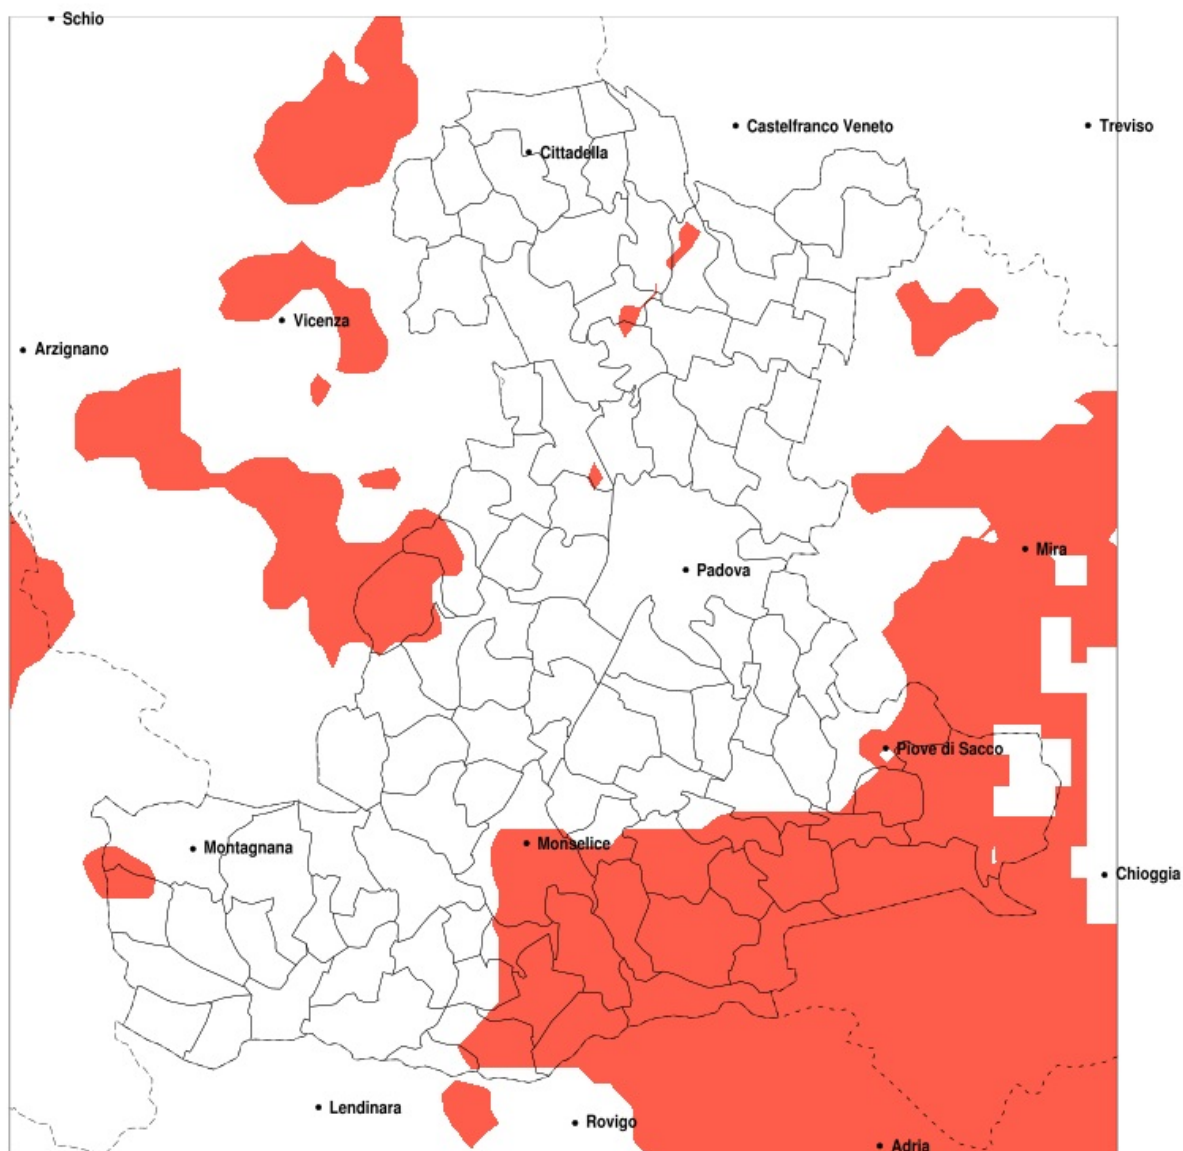 Schio
Castelfranco Veneto
Treviso
Cittadella
Vicenza
Arzignano
Mira
Padova
Piove di Sacco
Monselice
Montagnana
Chioggia
Lendinara
Rovigo
Adria